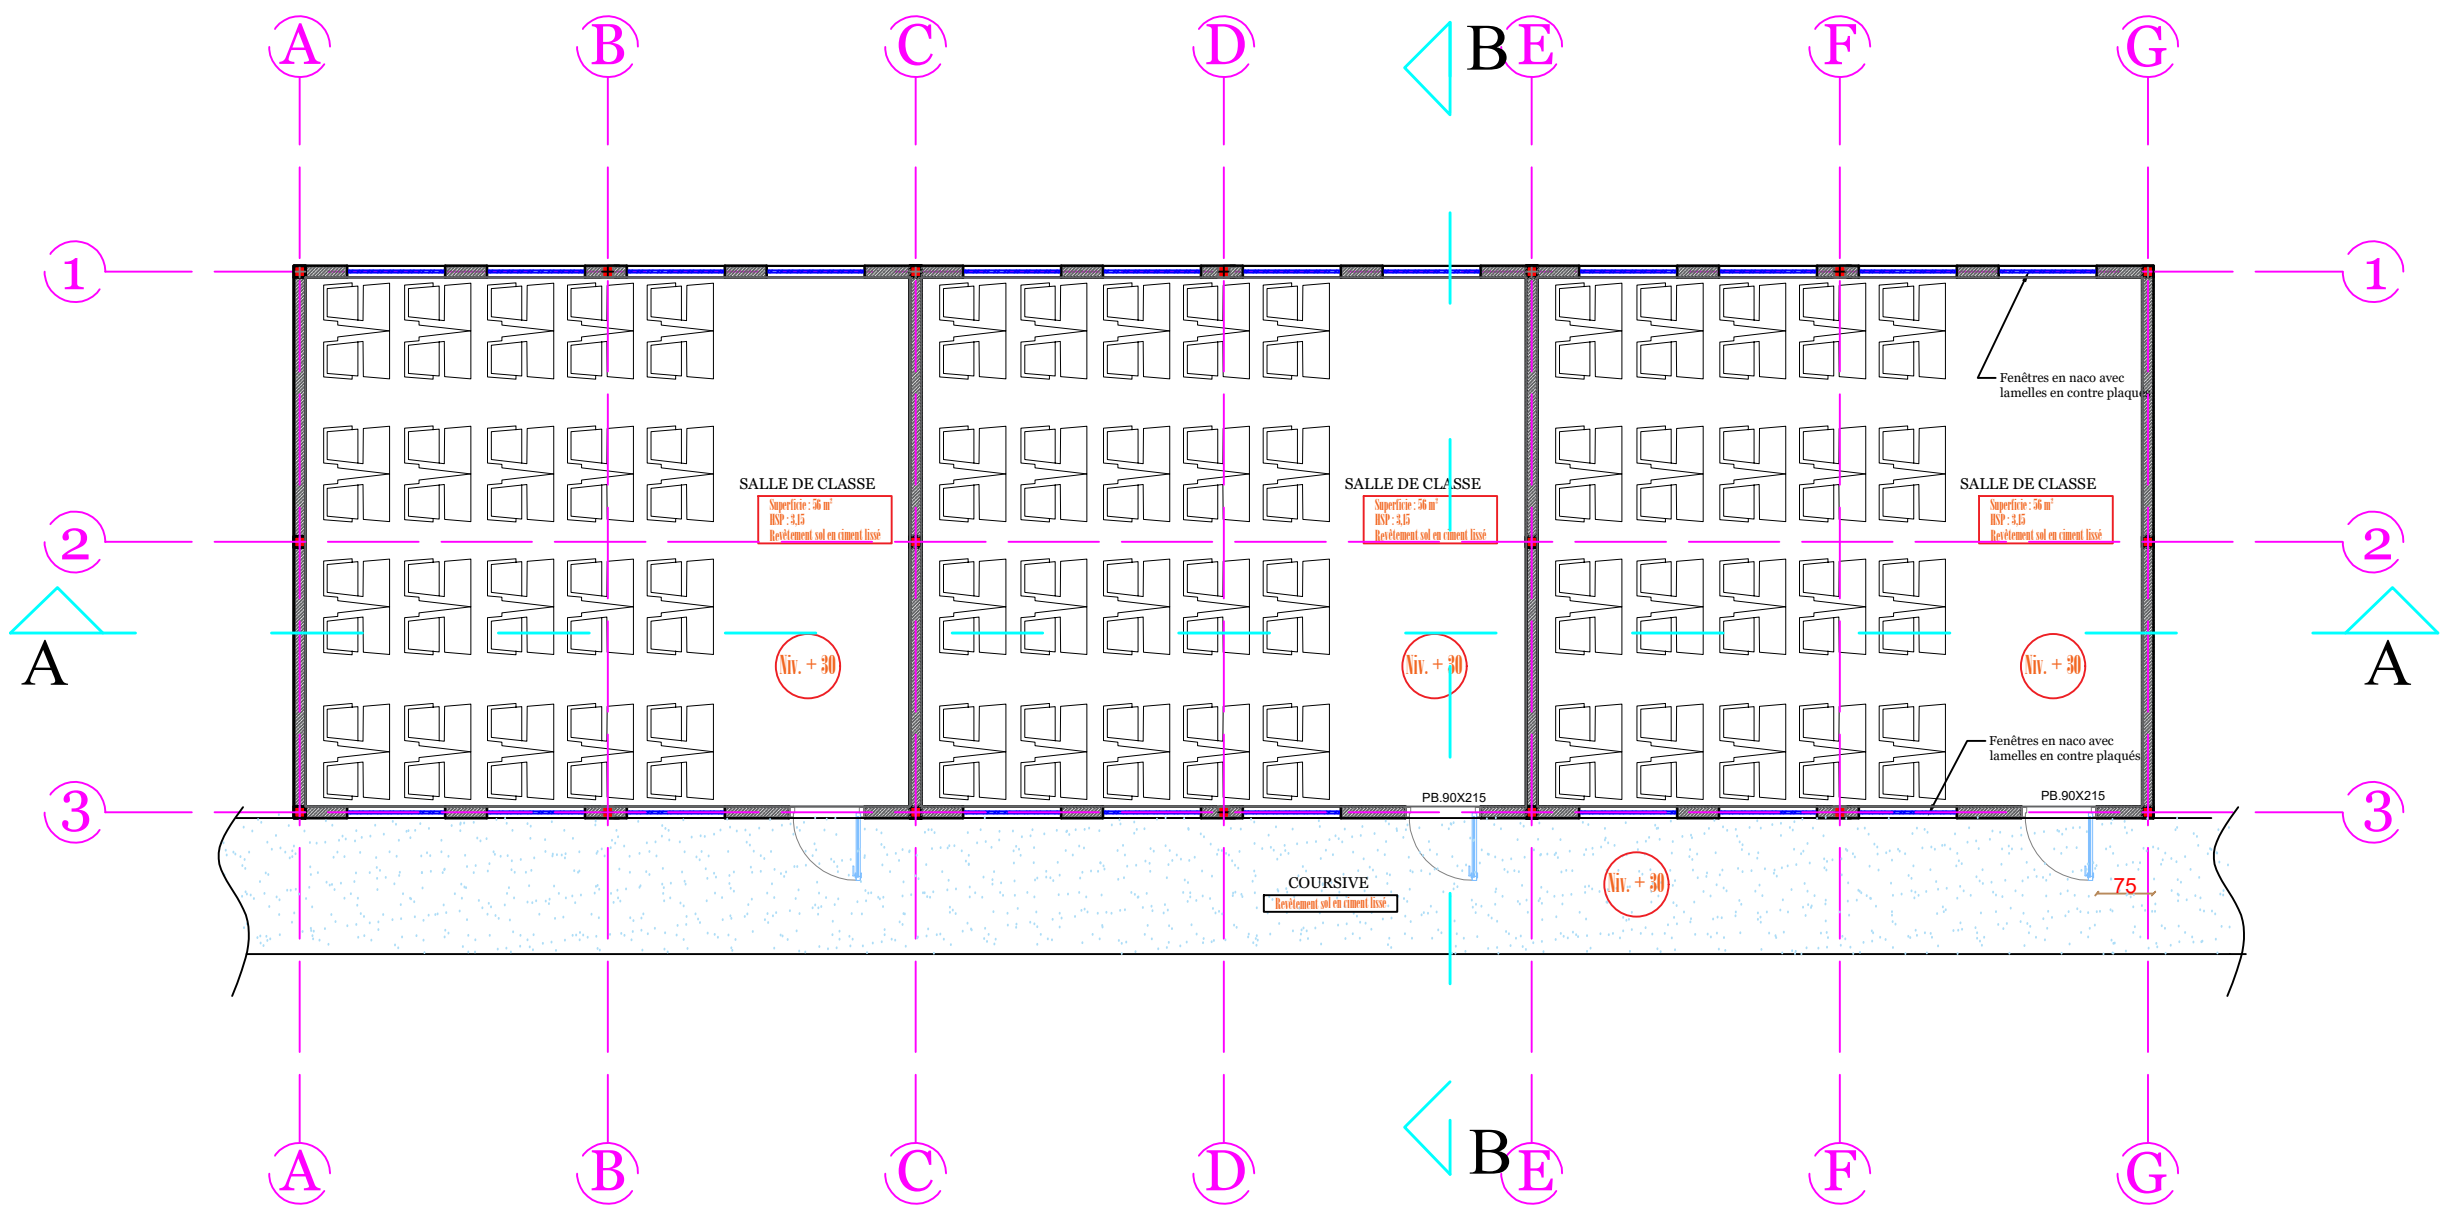 A B C D B E F G
1 1
Fenêtres en naco avec
lamelles en contre plaqués
SALLE DE CLASSE
Superficie : 56 m²
HSP : 3,15
Revêtement sol en ciment lissé
SALLE DE CLASSE
Superficie : 56 m²
HSP : 3,15
Revêtement sol en ciment lissé
SALLE DE CLASSE
Superficie : 56 m²
HSP : 3,15
Revêtement sol en ciment lissé
2 2
A A
Niv. + 30
Niv. + 30
Niv. + 30
Fenêtres en naco avec
lamelles en contre plaqués
PB.90X215
PB.90X215
3 3
COURSIVE
Revêtement sol en ciment lissé
Niv. + 30
75
A B C D B E F G